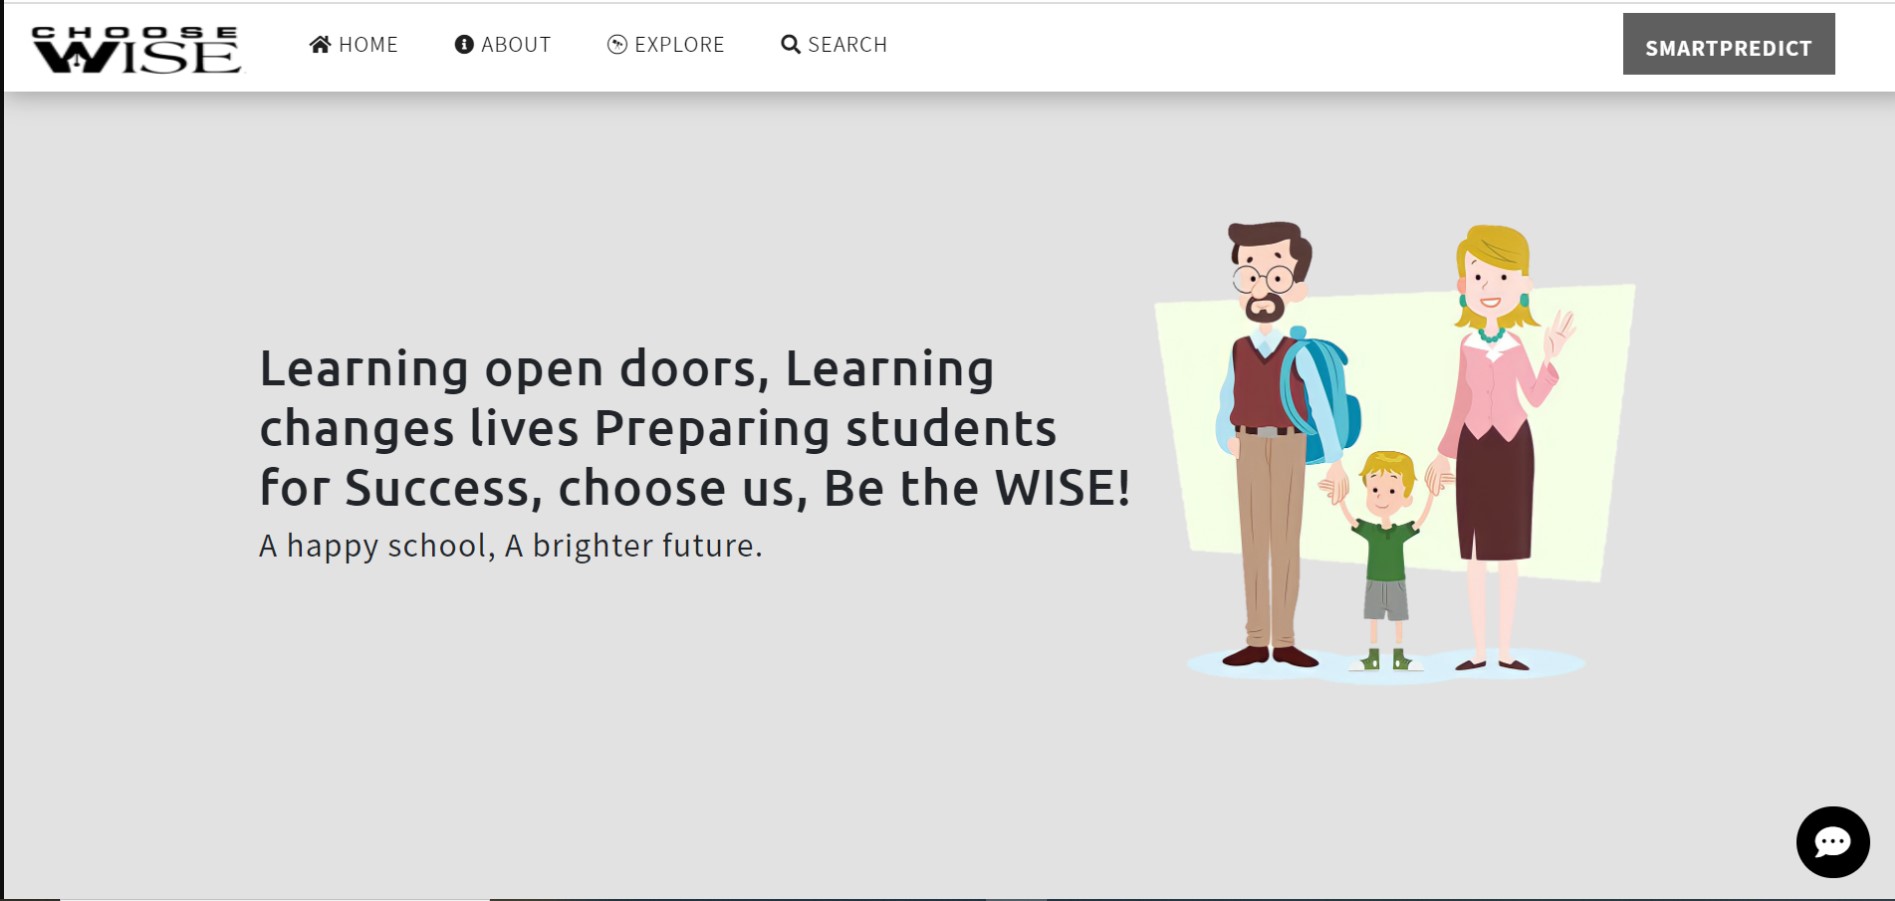 CHOOSE
WISE
HOME
ABOUT
EXPLORE
SEARCH
SMARTPREDICT
Learning open doors, Learning
changes lives Preparing students
for Success, choose us, Be the WISE!
A happy school, A brighter future.